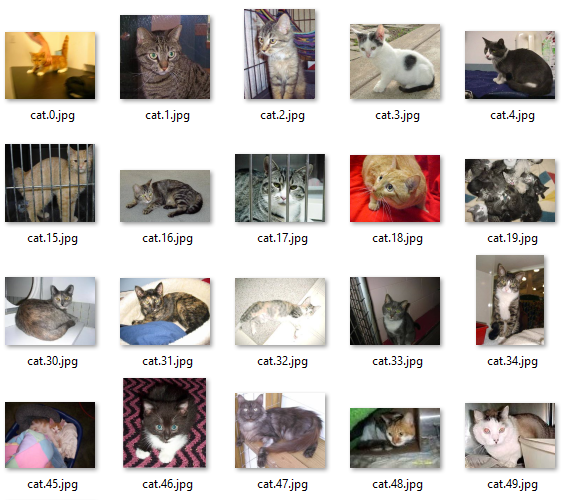 cat.0.jpg cat.1.jpg cat.2.jpg cat.3.jpg cat.4.jpg
cat.15.jpg cat.16.jpg cat.17.jpg cat.18.jpg cat.19.jpg
cat.30.jpg cat.31.jpg cat.32.jpg cat.33.jpg cat.34.jpg
cat.45.jpg cat.46.jpg cat.47.jpg cat.48.jpg cat.49.jpg